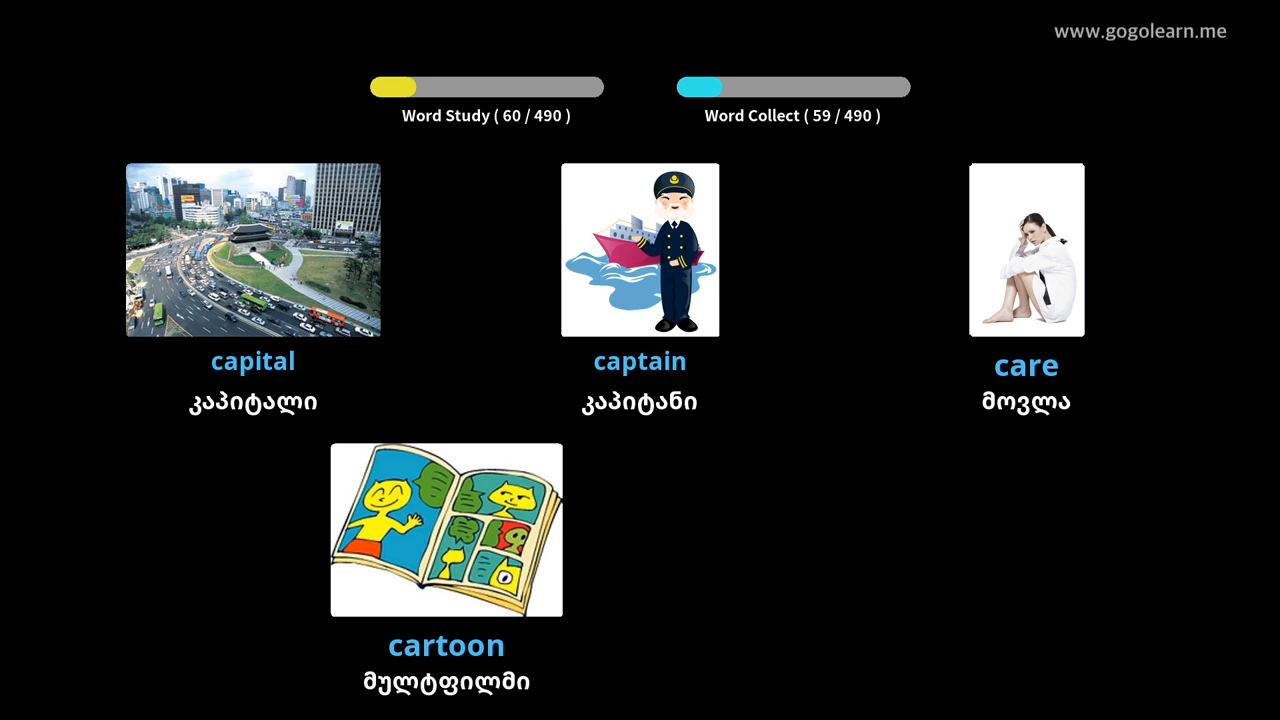 www.gogolearn.me
Word Study ( 60 / 490 )
Word Collect ( 59 / 490 )
capital
კაპიტალი
captain
კაპიტანი
care
მოვლა
cartoon
მულტფილმი